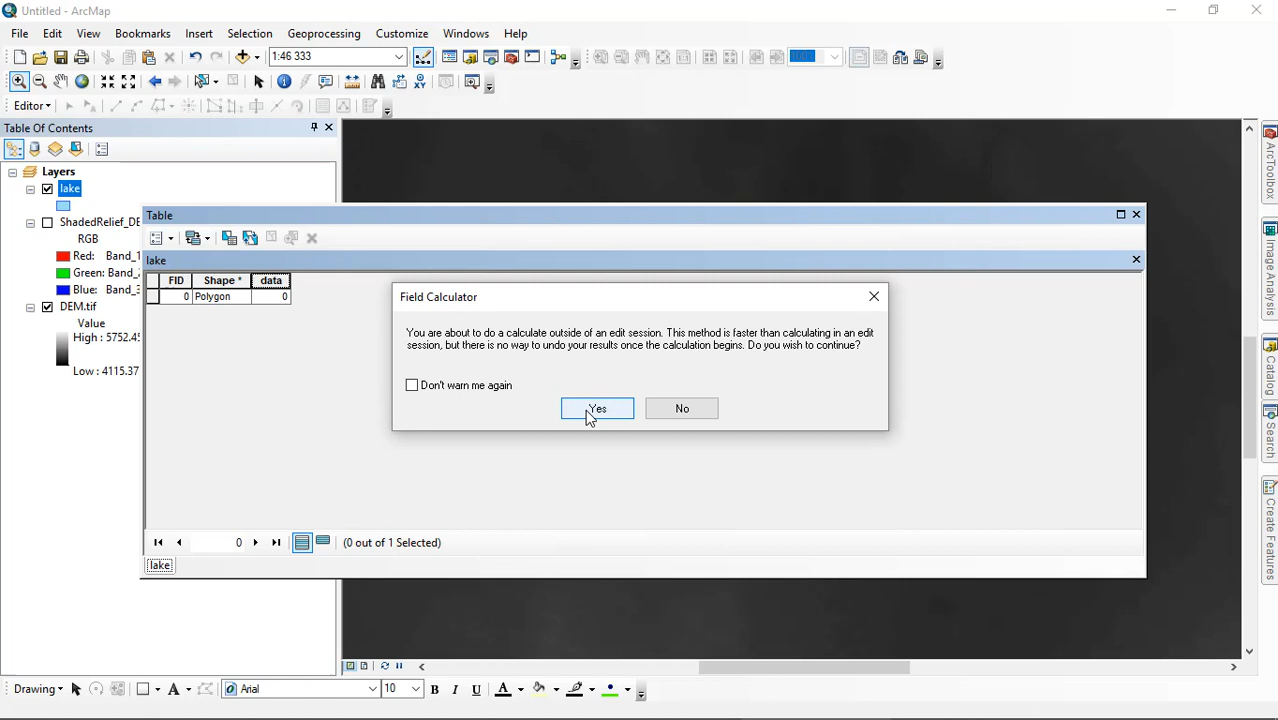 Untitled - ArcMap
File Edit View Bookmarks Insert Selection Geoprocessing Customize Windows Help
1:46 333
Editor
Table Of Contents
Layers
lake
ShadedRelief_DE
RGB
Red: Band_1
Green: Band_2
Blue: Band_3
DEM.tif
Value
High : 5752.45
Low : 4115.37
Table
lake
FID Shape * data
0 Polygon 0
Field Calculator
You are about to do a calculate outside of an edit session. This method is faster than calculating in an edit
session, but there is no way to undo your results once the calculation begins. Do you wish to continue?
Don't warn me again
Yes No
0 (0 out of 1 Selected)
lake
ArcToolbox
Image Analysis
Catalog
Search
Create Features
Drawing A Arial 10 B I U A